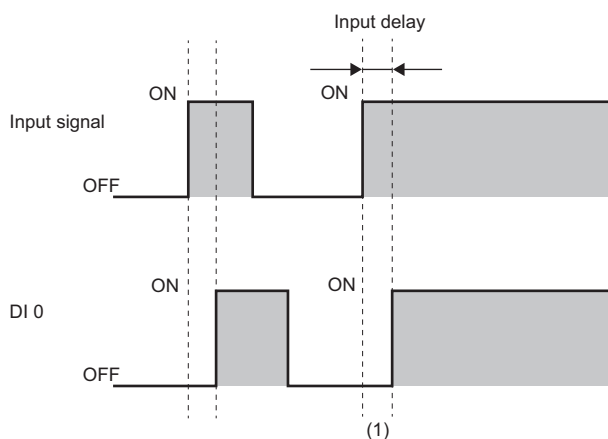 Input delay
ON ON
Input signal
OFF
ON ON
DI 0
OFF
(1)